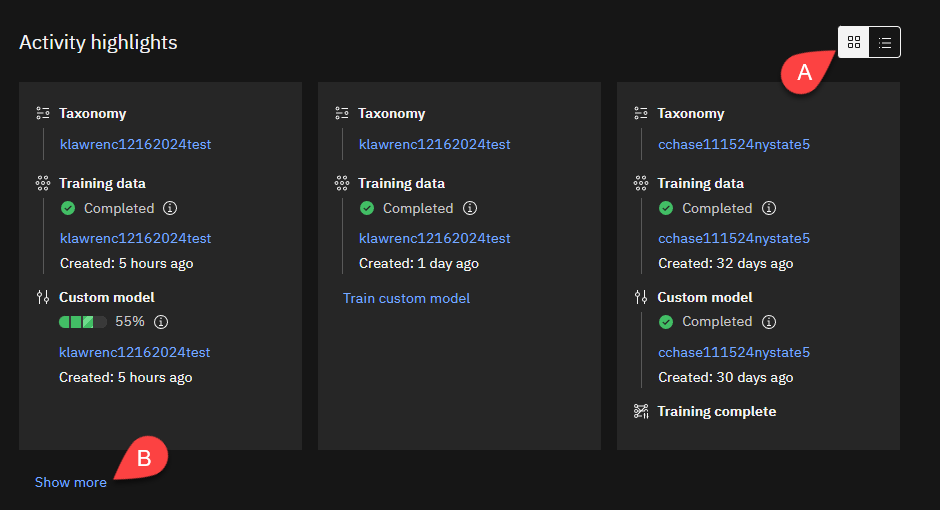 Activity highlights
A
Taxonomy
klawrenc12162024test
Training data
Completed
klawrenc12162024test
Created: 5 hours ago
Custom model
55%
klawrenc12162024test
Created: 5 hours ago
Taxonomy
klawrenc12162024test
Training data
Completed
klawrenc12162024test
Created: 1 day ago
Train custom model
Taxonomy
cchase111524nystate5
Training data
Completed
cchase111524nystate5
Created: 32 days ago
Custom model
Completed
cchase111524nystate5
Created: 30 days ago
Training complete
B
Show more